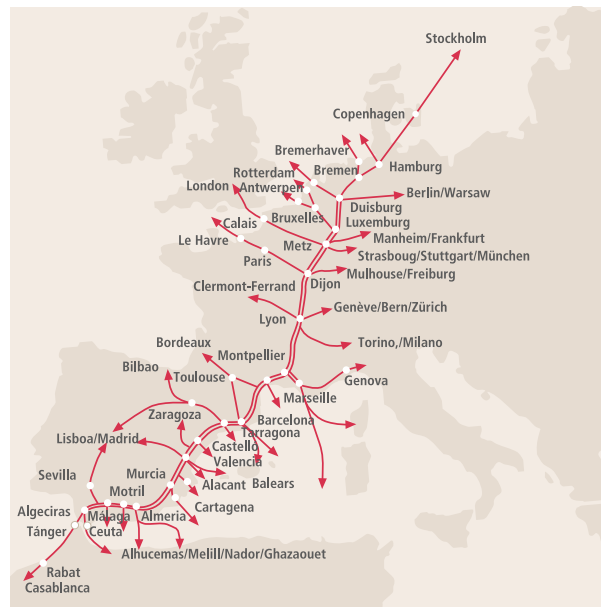 Stockholm
Copenhagen
Bremerhaver
Rotterdam
Bremen
Hamburg
London
Antwerpen
Berlin/Warsaw
Duisburg
Calais
Bruxelles
Luxemburg
Le Havre
Metz
Manheim/Frankfurt
Strasboug/Stuttgart/München
Paris
Mulhouse/Freiburg
Clermont-Ferrand
Dijon
Genève/Bern/Zürich
Lyon
Torino,/Milano
Bordeaux
Montpellier
Bilbao
Toulouse
Genova
Marseille
Zaragoza
Barcelona
Tarragona
Lisboa/Madrid
Castelló
Valencia
Sevilla
Murcia
Alacant
Balears
Motril
Cartagena
Algeciras
Málaga
Almeria
Tánger
Ceuta
Alhucemas/Melill/Nador/Ghazaouet
Rabat
Casablanca